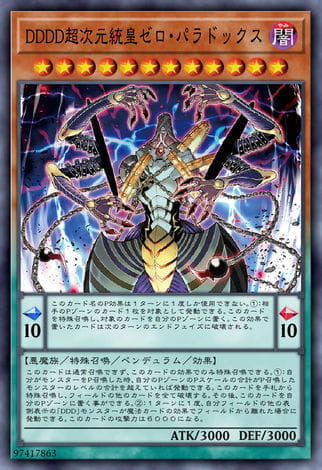 DDDD超次元統皇ゼロ・パラドックス
闇
やみ
このカード名のP効果は1ターンに1度しか使用できない。①：相
手のPゾーンのカード1枚を対象として発動できる。このカード
を特殊召喚し、対象のカードを自分のPゾーンに置く。この効果で
置いたカードは次のターンのエンドフェイズに破壊される。
10
10
【悪魔族／特殊召喚／ペンデュラム／効果】
このカードは通常召喚できず、このカードの効果でのみ特殊召喚できる。①：自
分がモンスターをP召喚した時、自分のPゾーンのPスケールの合計がP召喚した
モンスターのレベルの合計を越えていれば発動できる。このカードを手札から
特殊召喚し、フィールドの他のカードを全て破壊する。その後、このカードを自
分のPゾーンに置く事ができる。②：1ターンに1度、自分フィールドの他の表
側表示の「DDD」モンスターが魔法カードの効果でフィールドから離れた場合に
発動できる。このカードの攻撃力は6000になる。
ATK/3000 DEF/3000
97417863